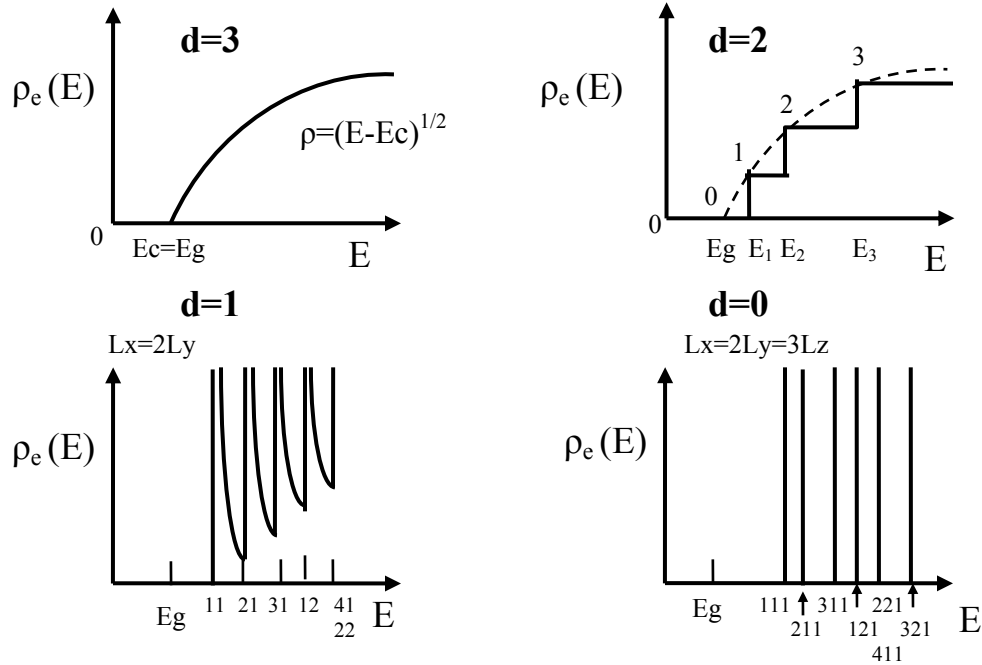 d=3
ρe (E)
ρ=(E-Ec)^1/2
0
Ec=Eg
E
d=2
ρe (E)
0
1
2
3
0
Eg E1 E2 E3 E
d=1
Lx=2Ly
ρe (E)
Eg 11 21 31 12 41 E
22
d=0
Lx=2Ly=3Lz
ρe (E)
Eg 111 311 221 E
211 121 321
411